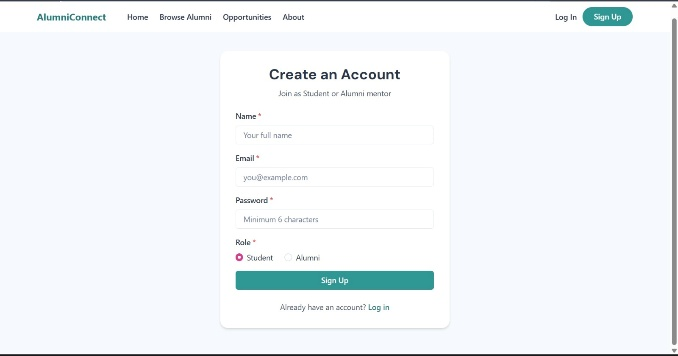 AlumniConnect Home Browse Alumni Opportunities About Log In Sign Up
Create an Account
Join as Student or Alumni mentor
Name *
Your full name
Email *
you@example.com
Password *
Minimum 6 characters
Role *
Student Alumni
Sign Up
Already have an account? Log in